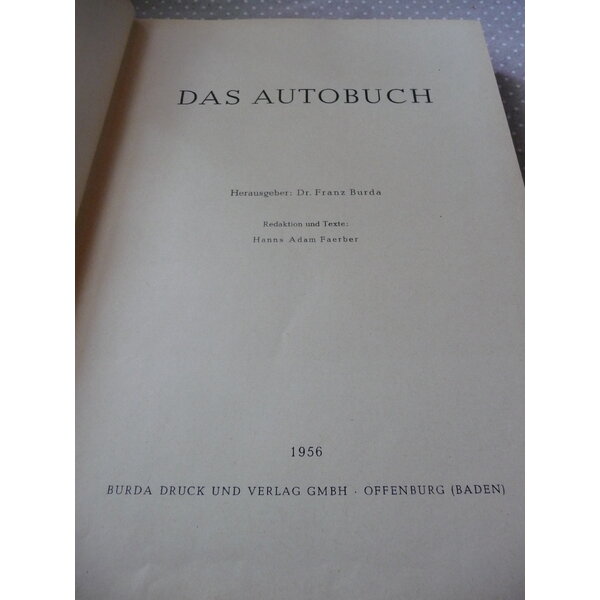 DAS AUTOBUCH
Herausgeber: Dr. Franz Burda
Redaktion und Texte:
Hanns Adam Faerber
1956
BURDA DRUCK UND VERLAG GMBH · OFFENBURG (BADEN)